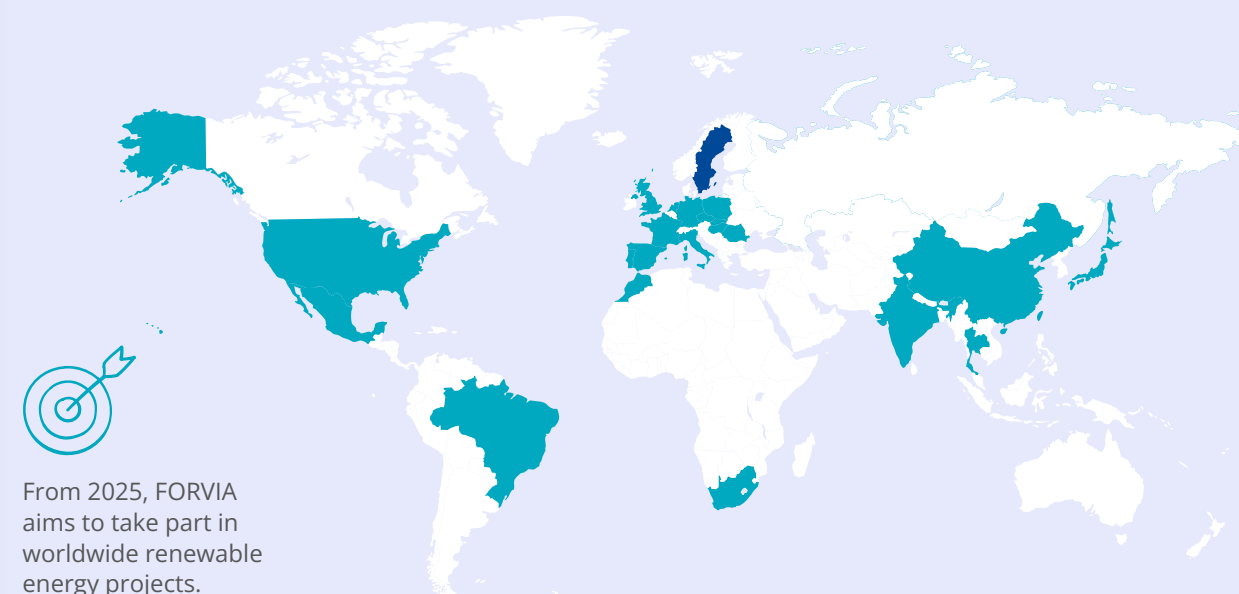 From 2025, FORVIA
aims to take part in
worldwide renewable
energy projects.